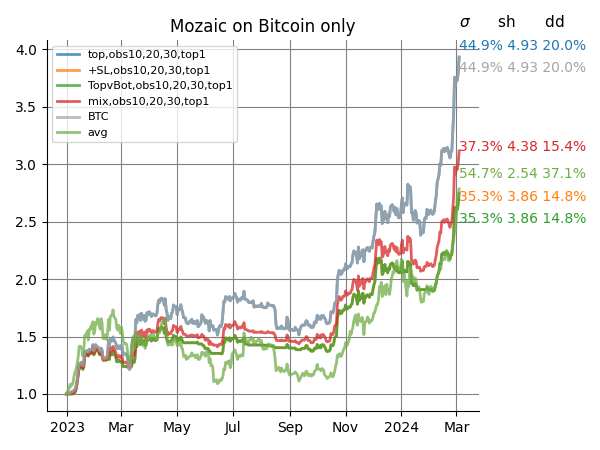 Mozaic on Bitcoin only
σ sh dd
top,obs10,20,30,top1
+SL,obs10,20,30,top1
TopvBot,obs10,20,30,top1
mix,obs10,20,30,top1
BTC
avg
44.9% 4.93 20.0%
44.9% 4.93 20.0%
37.3% 4.38 15.4%
54.7% 2.54 37.1%
35.3% 3.86 14.8%
35.3% 3.86 14.8%
4.0
3.5
3.0
2.5
2.0
1.5
1.0
2023 Mar May Jul Sep Nov 2024 Mar